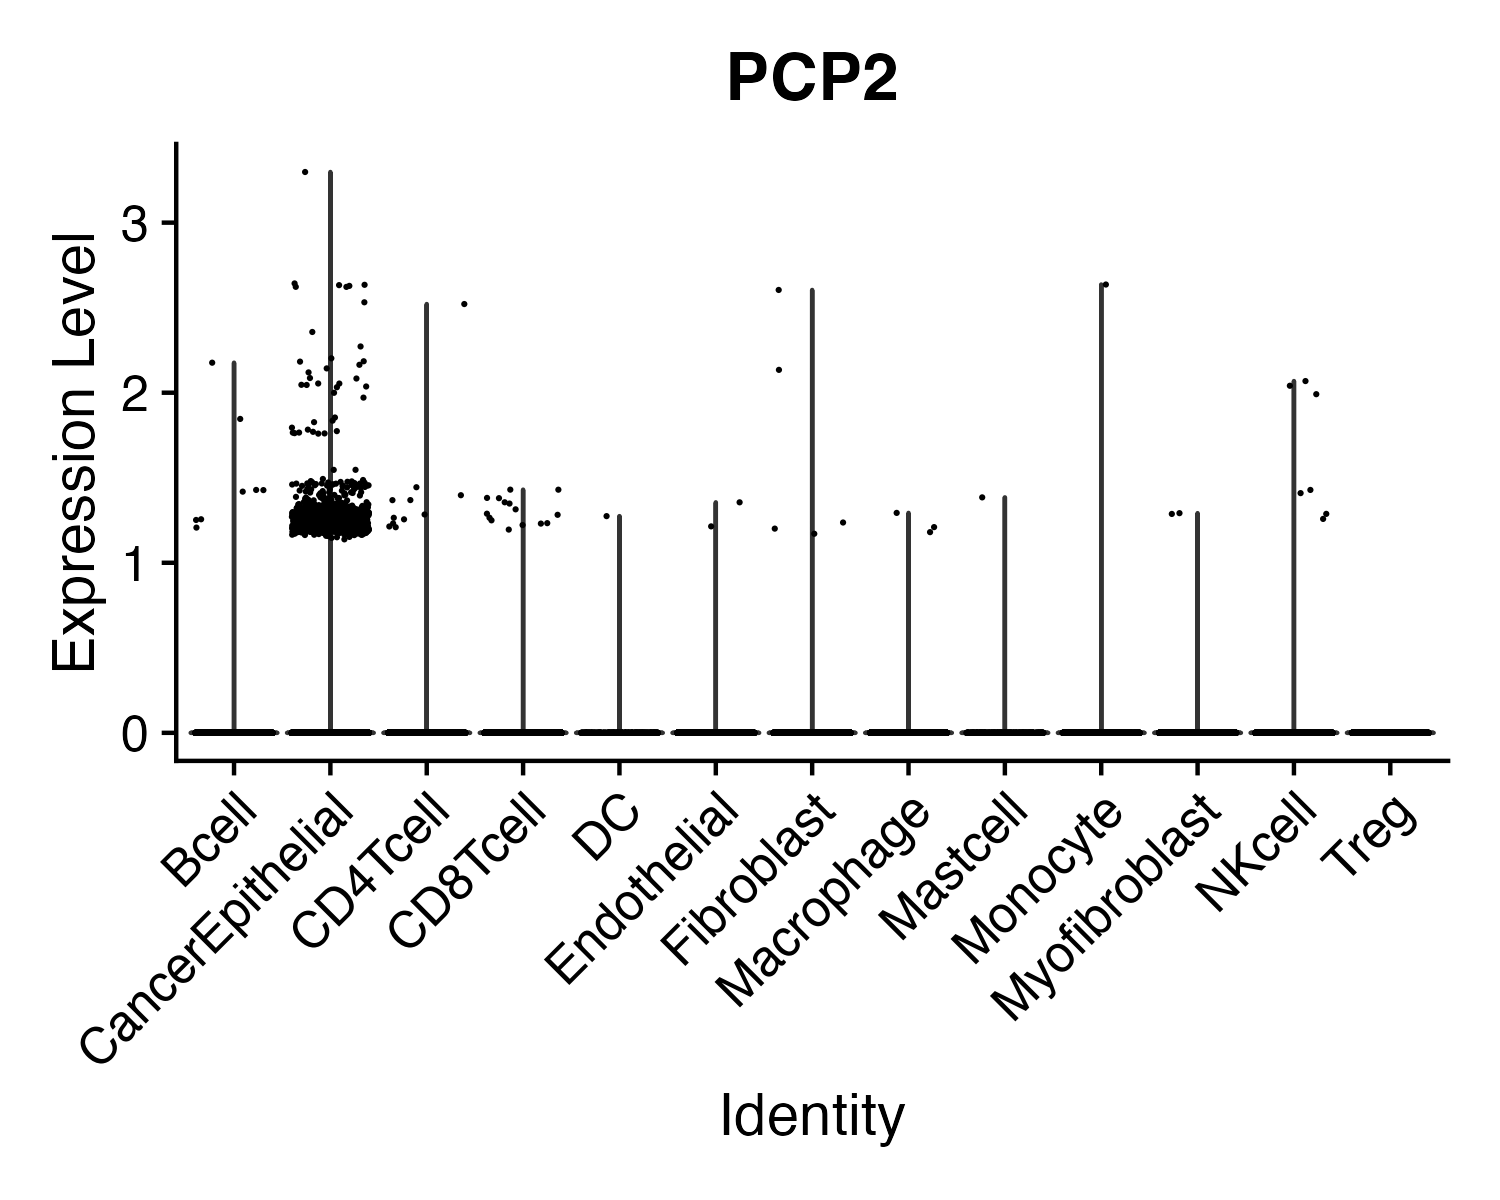 PCP2
Expression Level
3
2
1
0
Bcell
CancerEpithelial
CD4Tcell
CD8Tcell
DC
Endothelial
Fibroblast
Macrophage
Mastcell
Monocyte
Myofibroblast
NKcell
Treg
Identity